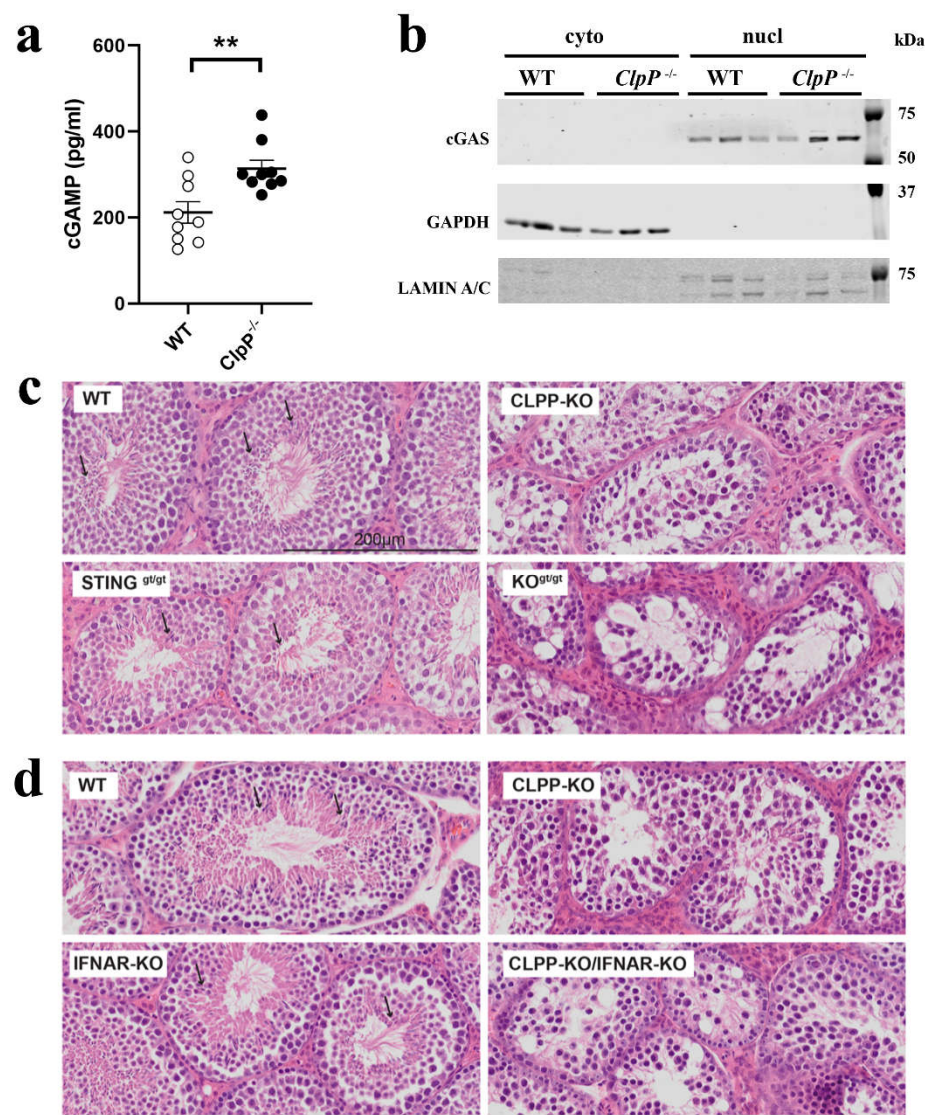 a
600
400
200
0
cGAMP (pg/ml)
**
WT
ClpP-/-
b
cyto nucl kDa
WT ClpP -/- WT ClpP -/-
cGAS
75
50
GAPDH
37
LAMIN A/C
75
c
WT
CLPP-KO
200µm
STING gt/gt
KOgt/gt
d
WT
CLPP-KO
IFNAR-KO
CLPP-KO/IFNAR-KO